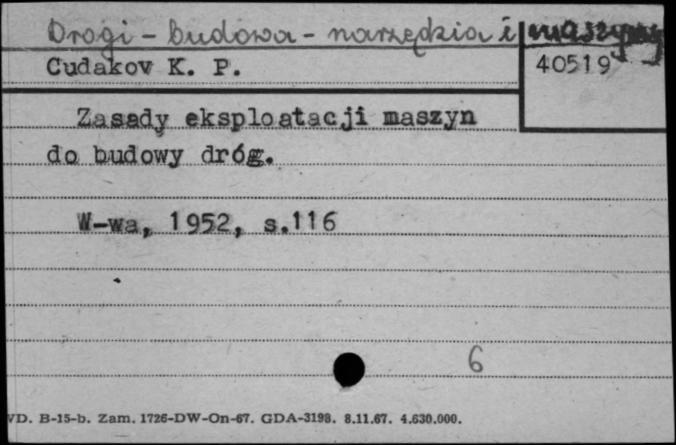 Drogi - budowa - narzędzia i maszyny
Cudakov K. P.
40519
Zasady eksploatacji maszyn
do budowy dróg.
W-wa, 1952, s.116
6
VD. B-15-b. Zam. 1726-DW-On-67. GDA-3198. 8.11.67. 4.630.000.